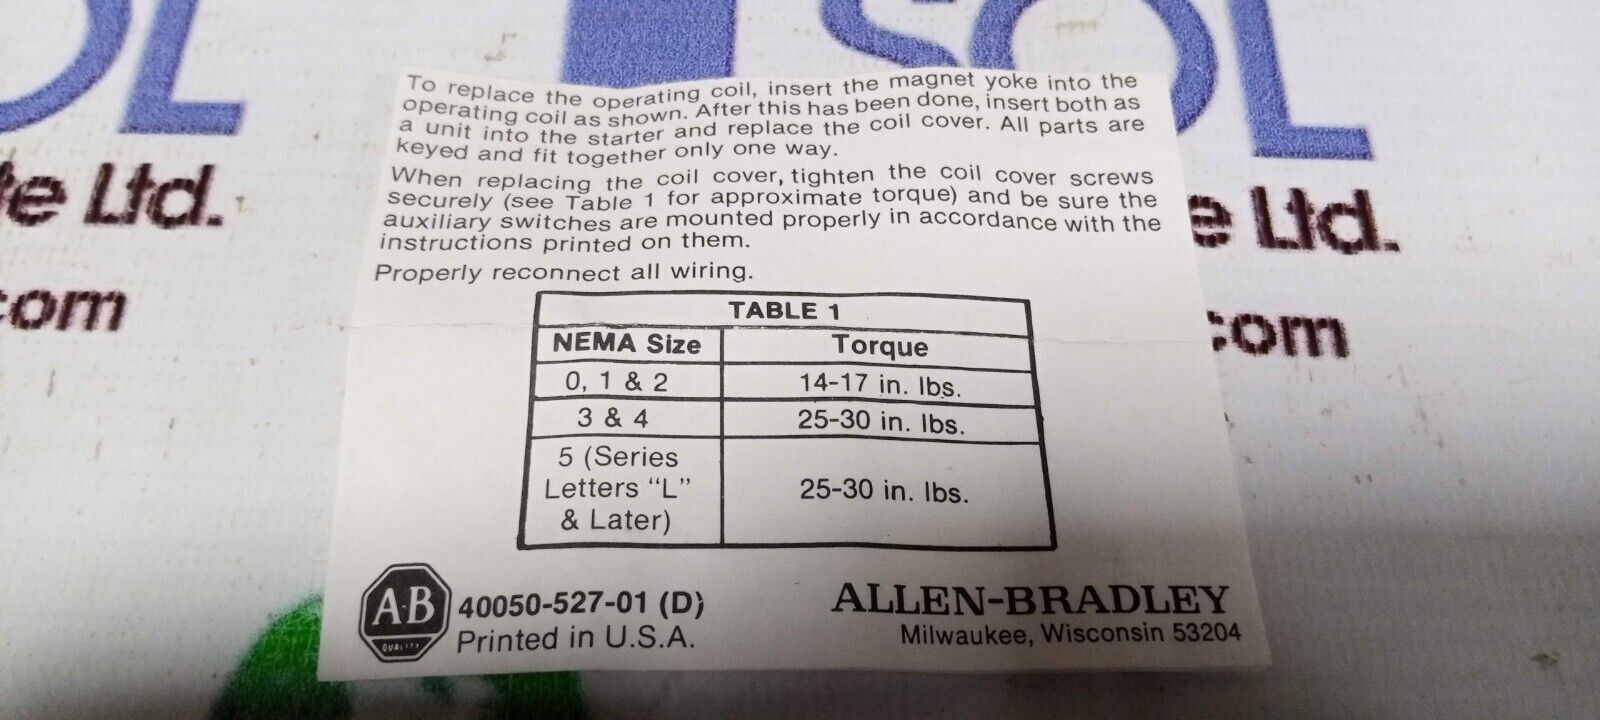 SOL
e Ltd.
com
To replace the operating coil, insert the magnet yoke into the
operating coil as shown. After this has been done, insert both as
a unit into the starter and replace the coil cover. All parts are
keyed and fit together only one way.
When replacing the coil cover, tighten the coil cover screws
securely (see Table 1 for approximate torque) and be sure the
auxiliary switches are mounted properly in accordance with the
instructions printed on them.
Properly reconnect all wiring.
TABLE 1
NEMA Size Torque
0, 1 & 2 14-17 in. lbs.
3 & 4 25-30 in. lbs.
5 (Series
Letters "L"
& Later)
25-30 in. lbs.
A-B
QUALITY
40050-527-01 (D)
Printed in U.S.A.
ALLEN-BRADLEY
Milwaukee, Wisconsin 53204
OL
te Ltd.
com